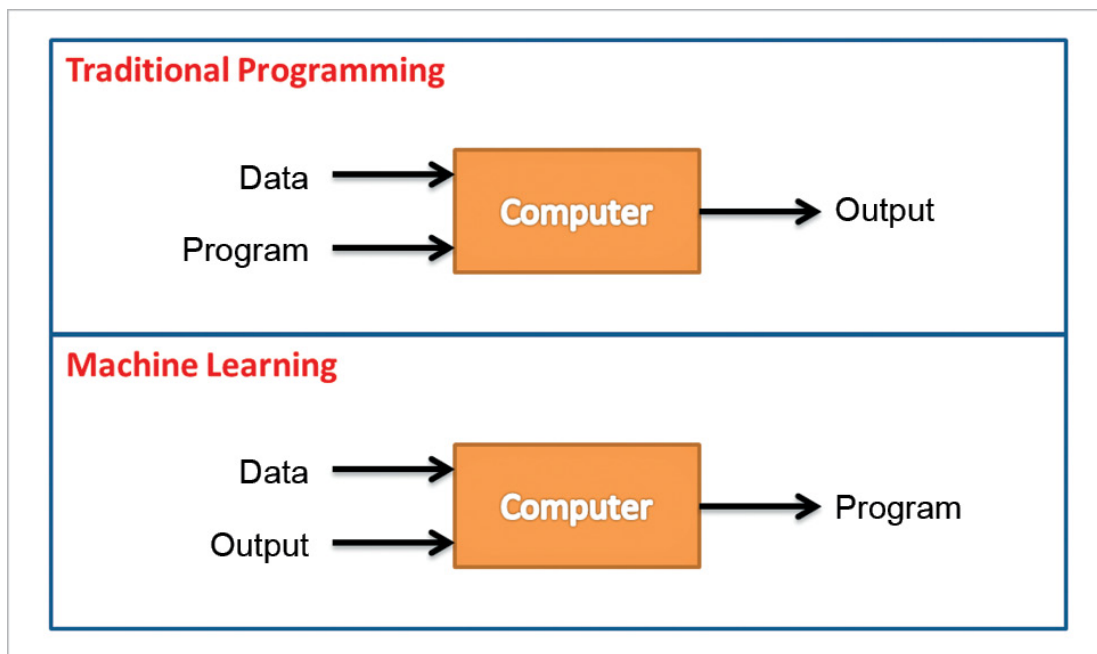 Traditional Programming
Data
Program
Computer
Output
Machine Learning
Data
Output
Computer
Program